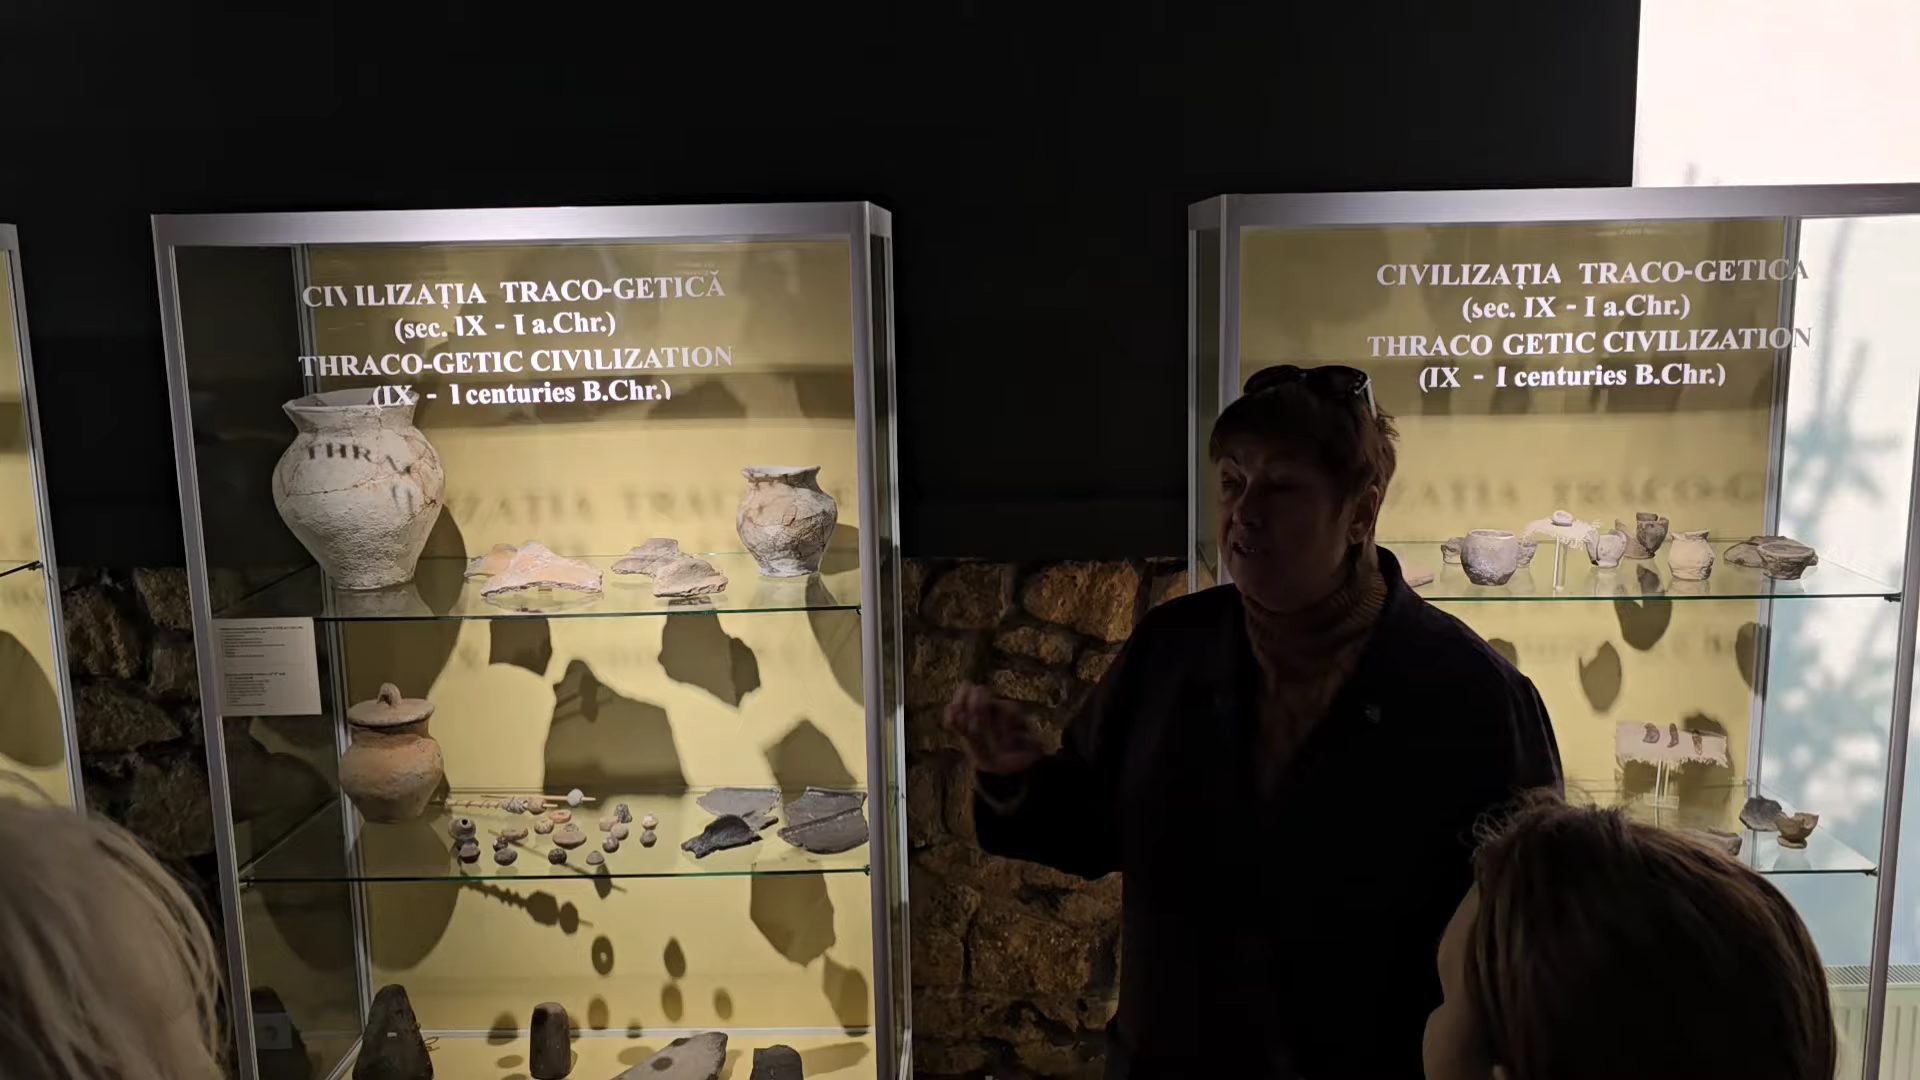 CIVILIZAȚIA TRACO-GETICĂ
(sec. IX - I a.Chr.)
THRACO-GETIC CIVILIZATION
(IX - I centuries B.Chr.)
CIVILIZAȚIA TRACO-GETICA
(sec. IX - I a.Chr.)
THRACO GETIC CIVILIZATION
(IX - I centuries B.Chr.)